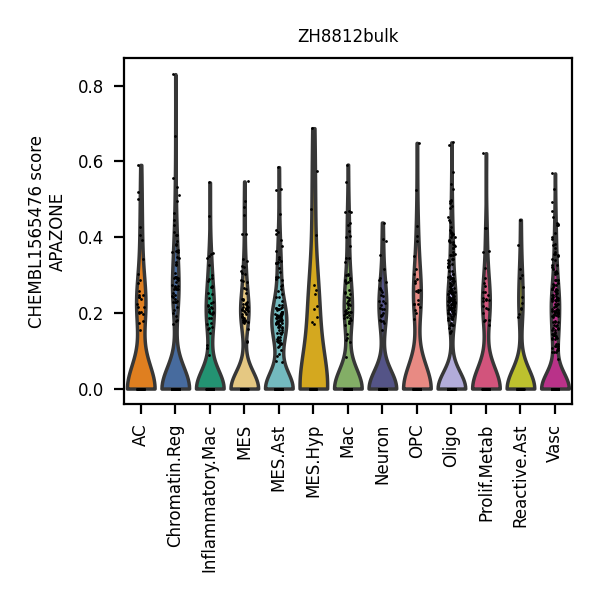 ZH8812bulk
CHEMBL1565476 score
APAZONE
0.8
0.6
0.4
0.2
0.0
AC
Chromatin.Reg
Inflammatory.Mac
MES
MES.Ast
MES.Hyp
Mac
Neuron
OPC
Oligo
Prolif.Metab
Reactive.Ast
Vasc